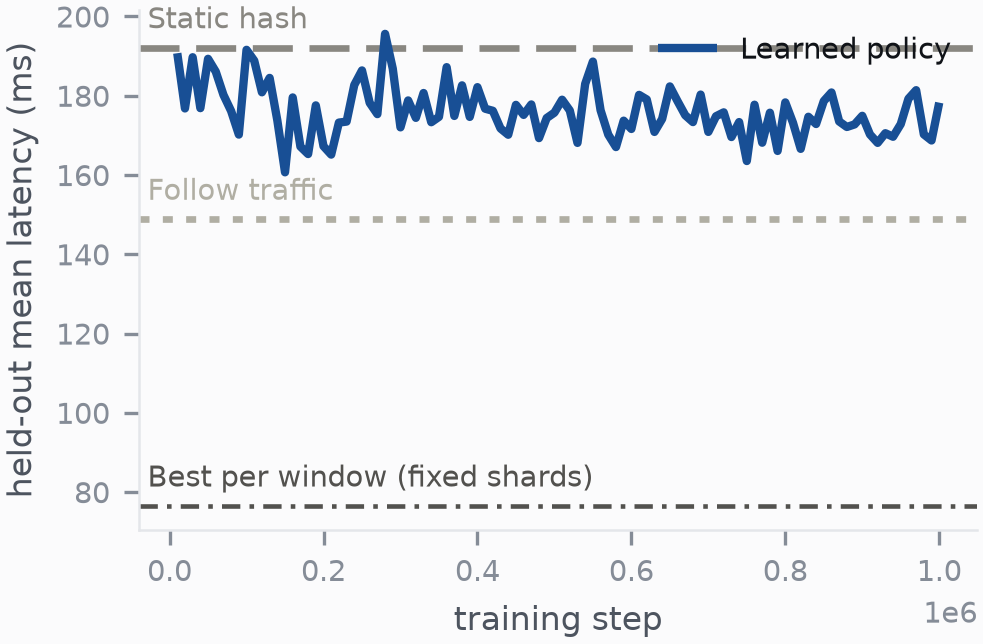 held-out mean latency (ms)
200
180
160
140
120
100
80
Static hash
Learned policy
Follow traffic
Best per window (fixed shards)
0.0
0.2
0.4
0.6
0.8
1.0
1e6
training step